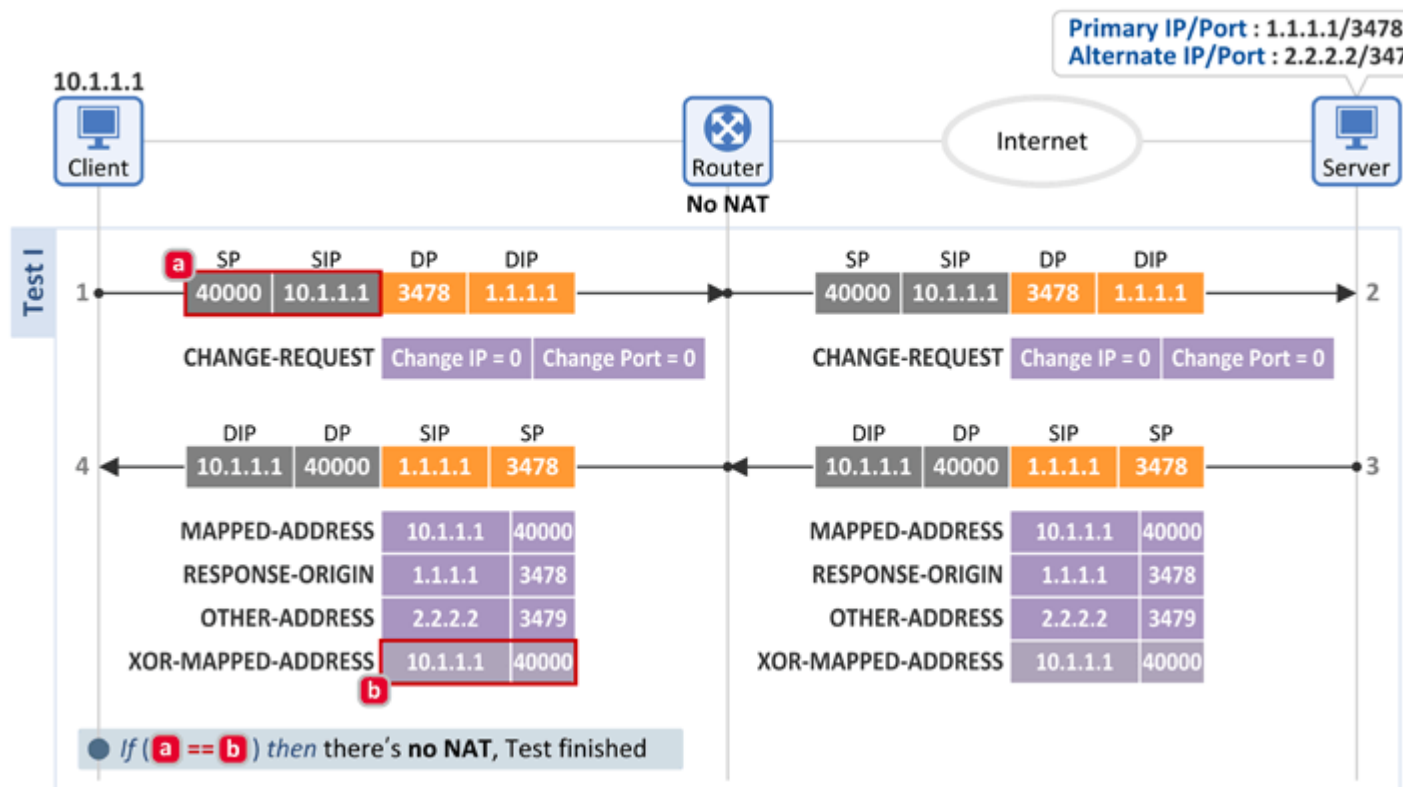 Primary IP/Port : 1.1.1.1/3478
Alternate IP/Port : 2.2.2.2/347
10.1.1.1
Client
Router
Internet
Server
No NAT
Test I
a SP SIP DP DIP SP SIP DP DIP
1 40000 10.1.1.1 3478 1.1.1.1 40000 10.1.1.1 3478 1.1.1.1 2
CHANGE-REQUEST Change IP = 0 Change Port = 0 CHANGE-REQUEST Change IP = 0 Change Port = 0
DIP DP SIP SP DIP DP SIP SP
4 10.1.1.1 40000 1.1.1.1 3478 10.1.1.1 40000 1.1.1.1 3478 3
MAPPED-ADDRESS 10.1.1.1 40000 MAPPED-ADDRESS 10.1.1.1 40000
RESPONSE-ORIGIN 1.1.1.1 3478 RESPONSE-ORIGIN 1.1.1.1 3478
OTHER-ADDRESS 2.2.2.2 3479 OTHER-ADDRESS 2.2.2.2 3479
XOR-MAPPED-ADDRESS 10.1.1.1 40000 XOR-MAPPED-ADDRESS 10.1.1.1 40000
b
If ( a == b ) then there's no NAT, Test finished